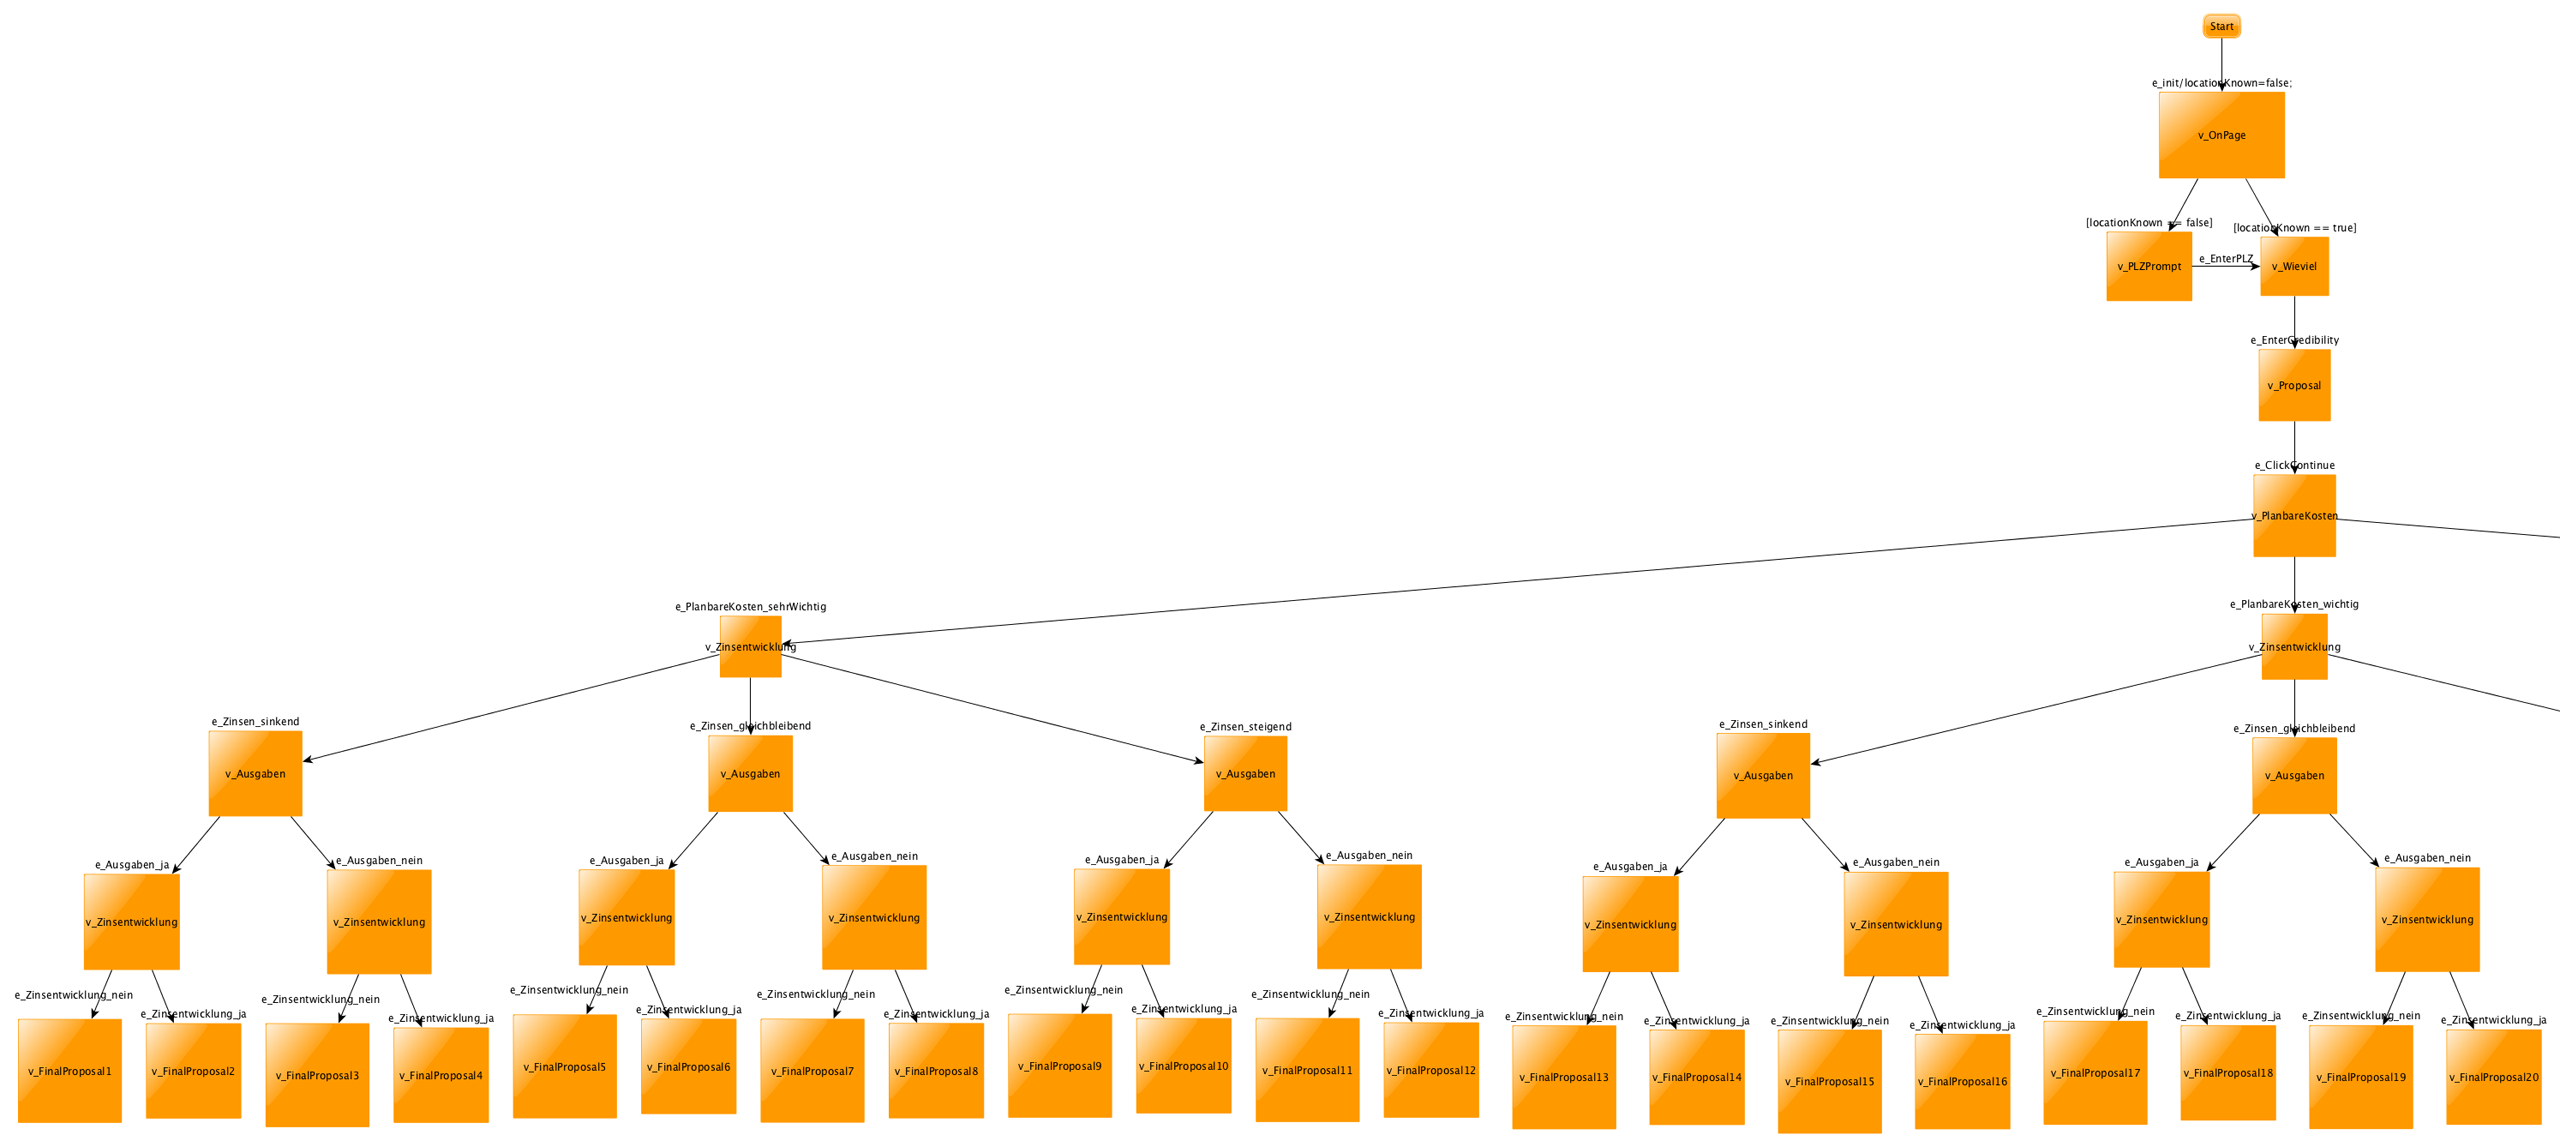 Start
e_init/locationKnown=false;
v_OnPage
[locationKnown == false]
[locationKnown == true]
v_PLZPrompt
e_EnterPLZ
v_Wieviel
e_EnterCredibility
v_Proposal
e_ClickContinue
v_PlanbareKosten
e_PlanbareKosten_sehrWichtig
e_PlanbareKosten_wichtig
v_Zinsentwicklung
v_Zinsentwicklung
e_Zinsen_sinkend
e_Zinsen_gleichbleibend
e_Zinsen_steigend
e_Zinsen_sinkend
e_Zinsen_gleichbleibend
v_Ausgaben
v_Ausgaben
v_Ausgaben
v_Ausgaben
v_Ausgaben
e_Ausgaben_ja
e_Ausgaben_nein
e_Ausgaben_ja
e_Ausgaben_nein
e_Ausgaben_ja
e_Ausgaben_nein
e_Ausgaben_ja
e_Ausgaben_nein
e_Ausgaben_ja
e_Ausgaben_nein
v_Zinsentwicklung
v_Zinsentwicklung
v_Zinsentwicklung
v_Zinsentwicklung
v_Zinsentwicklung
v_Zinsentwicklung
v_Zinsentwicklung
v_Zinsentwicklung
v_Zinsentwicklung
v_Zinsentwicklung
e_Zinsentwicklung_nein
e_Zinsentwicklung_ja
e_Zinsentwicklung_nein
e_Zinsentwicklung_ja
e_Zinsentwicklung_nein
e_Zinsentwicklung_ja
e_Zinsentwicklung_nein
e_Zinsentwicklung_ja
e_Zinsentwicklung_nein
e_Zinsentwicklung_ja
e_Zinsentwicklung_nein
e_Zinsentwicklung_ja
e_Zinsentwicklung_nein
e_Zinsentwicklung_ja
e_Zinsentwicklung_nein
e_Zinsentwicklung_ja
e_Zinsentwicklung_nein
e_Zinsentwicklung_ja
e_Zinsentwicklung_nein
e_Zinsentwicklung_ja
v_FinalProposal1
v_FinalProposal2
v_FinalProposal3
v_FinalProposal4
v_FinalProposal5
v_FinalProposal6
v_FinalProposal7
v_FinalProposal8
v_FinalProposal9
v_FinalProposal10
v_FinalProposal11
v_FinalProposal12
v_FinalProposal13
v_FinalProposal14
v_FinalProposal15
v_FinalProposal16
v_FinalProposal17
v_FinalProposal18
v_FinalProposal19
v_FinalProposal20